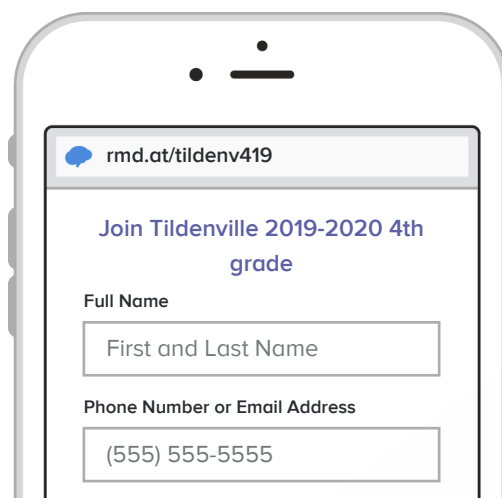 rmd.at/tildenv419
Join Tildenville 2019-2020 4th
grade
Full Name
First and Last Name
Phone Number or Email Address
(555) 555-5555